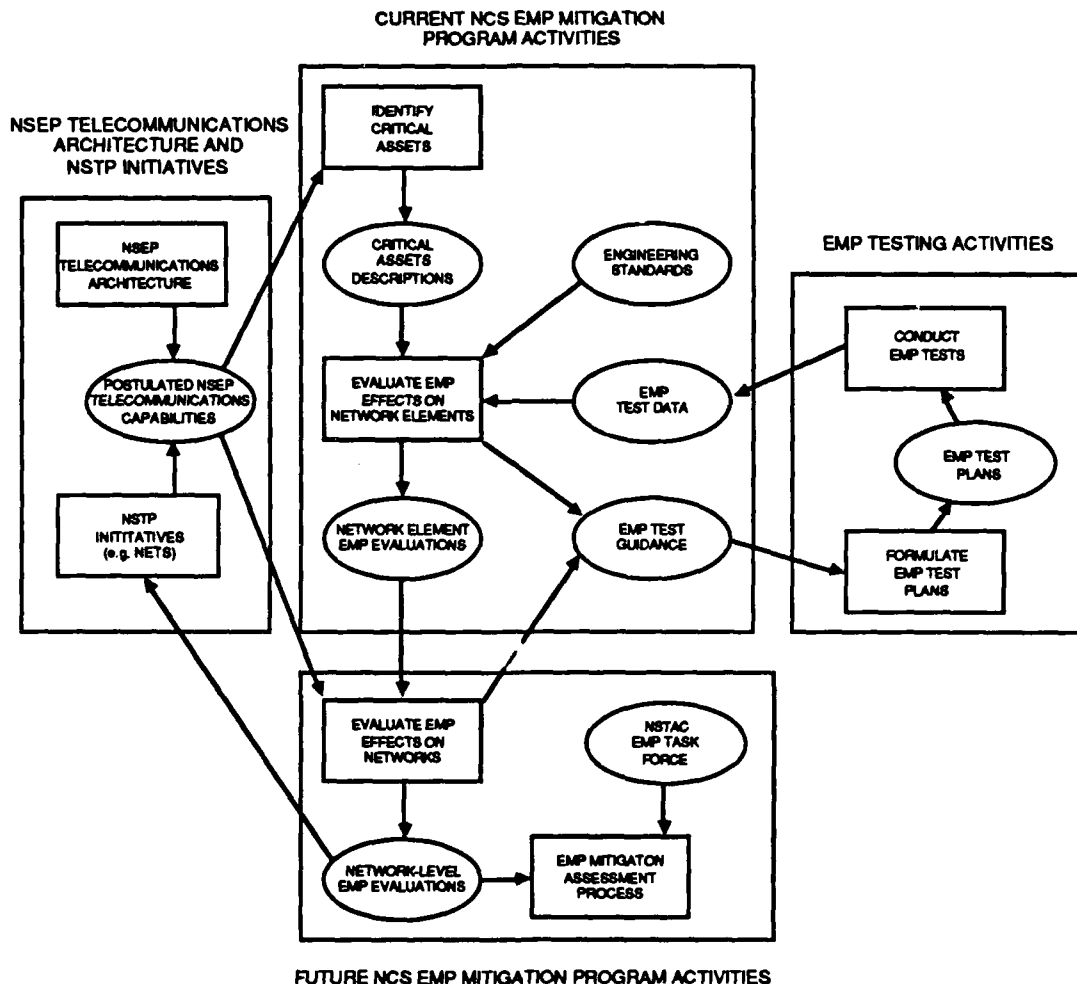 CURRENT NCS EMP MITIGATION
PROGRAM ACTIVITIES
NSEP TELECOMMUNICATIONS
ARCHITECTURE AND
NSTP INITIATIVES
IDENTIFY
CRITICAL
ASSETS
NSEP
TELECOMMUNICATIONS
ARCHITECTURE
CRITICAL
ASSETS
DESCRIPTIONS
ENGINEERING
STANDARDS
EMP TESTING ACTIVITIES
CONDUCT
EMP TESTS
POSTULATED NSEP
TELECOMMUNICATIONS
CAPABILITIES
EVALUATE EMP
EFFECTS ON
NETWORK ELEMENTS
EMP
TEST DATA
EMP TEST
PLANS
NSTP
INITITATIVES
(e.g. NETS)
NETWORK ELEMENT
EMP EVALUATIONS
EMP TEST
GUIDANCE
FORMULATE
EMP TEST
PLANS
EVALUATE EMP
EFFECTS ON
NETWORKS
NSTAC
EMP TASK
FORCE
NETWORK-LEVEL
EMP EVALUATIONS
EMP MITIGATON
ASSESSMENT
PROCESS
FUTURE NCS EMP MITIGATION PROGRAM ACTIVITIES